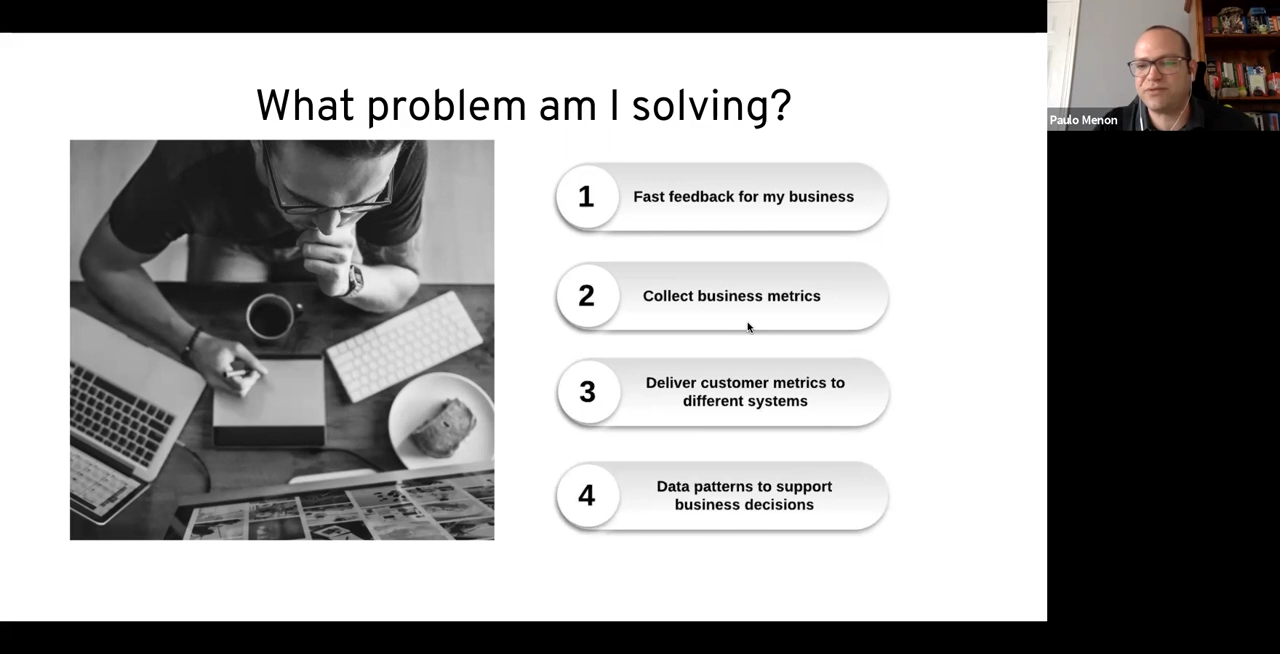 What problem am I solving?
1
Fast feedback for my business
2
Collect business metrics
3
Deliver customer metrics to
different systems
4
Data patterns to support
business decisions
Paulo Menon